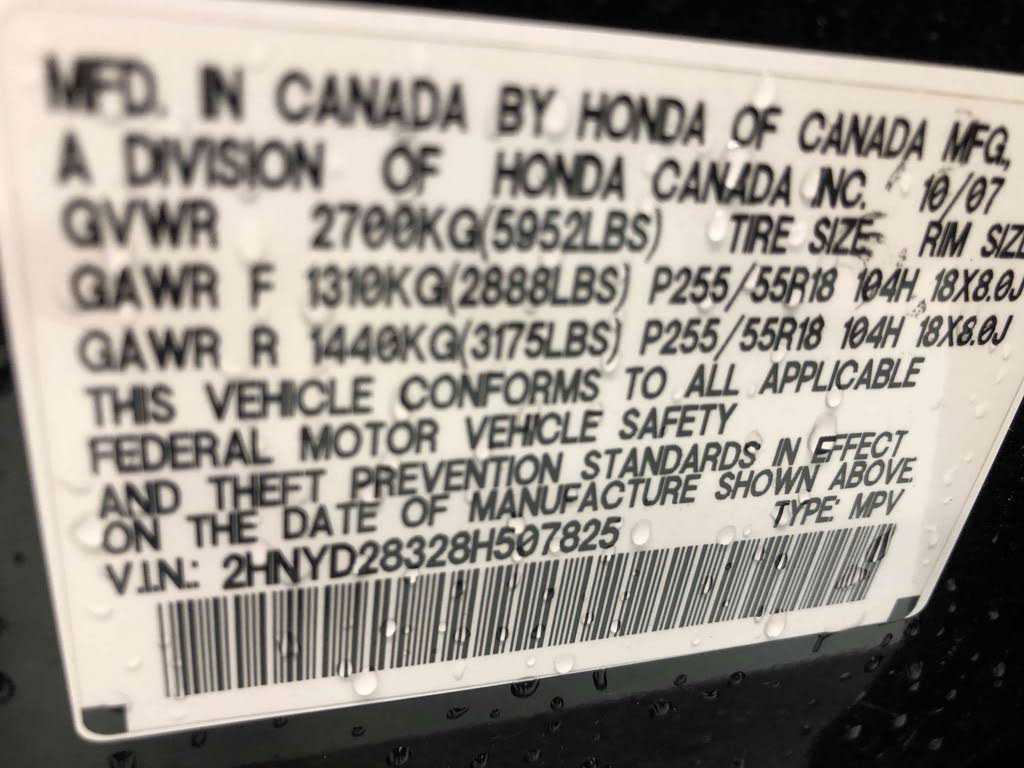 MFD. IN CANADA BY HONDA OF CANADA MFG.,
A DIVISION OF HONDA CANADA INC. 10/07
GVWR 2700KG(5952LBS) TIRE SIZE RIM SIZE
GAWR F 1310KG(2888LBS) P255/55R18 104H 18X8.0J
GAWR R 1440KG(3175LBS) P255/55R18 104H 18X8.0J
THIS VEHICLE CONFORMS TO ALL APPLICABLE
FEDERAL MOTOR VEHICLE SAFETY
AND THEFT PREVENTION STANDARDS IN EFFECT
ON THE DATE OF MANUFACTURE SHOWN ABOVE
V.I.N.: 2HNYD28328H507825 TYPE: MPV